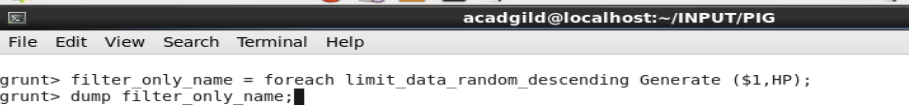 acadgild@localhost:~/INPUT/PIG
File Edit View Search Terminal Help
grunt> filter_only_name = foreach limit_data_random_descending Generate ($1,HP);
grunt> dump filter_only_name;